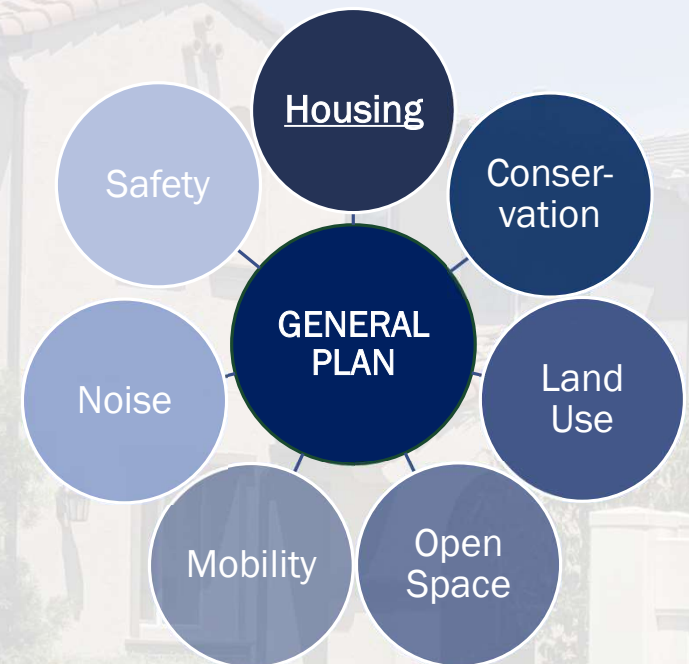 Housing
Conser-
vation
Land
Use
Open
Space
Mobility
Noise
Safety
GENERAL
PLAN